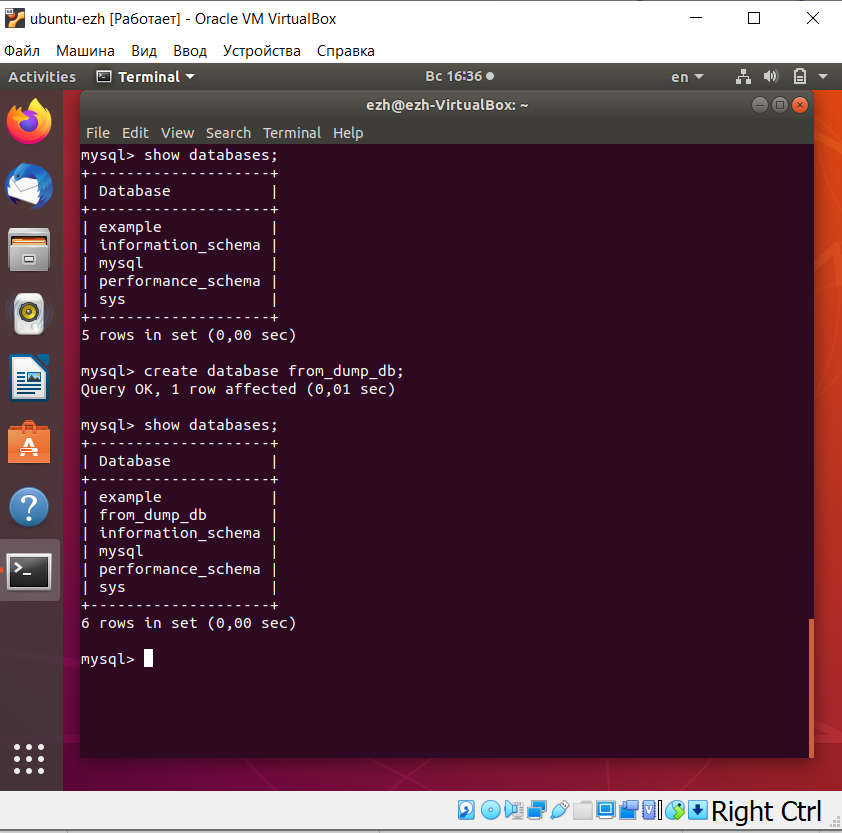 ubuntu-ezh [Работает] - Oracle VM VirtualBox
Файл Машина Вид Ввод Устройства Справка
Activities Terminal Вс 16:36 en
ezh@ezh-VirtualBox: ~
File Edit View Search Terminal Help
mysql> show databases;
+--------------------+
| Database           |
+--------------------+
| example            |
| information_schema |
| mysql              |
| performance_schema |
| sys                |
+--------------------+
5 rows in set (0,00 sec)
mysql> create database from_dump_db;
Query OK, 1 row affected (0,01 sec)
mysql> show databases;
+--------------------+
| Database           |
+--------------------+
| example            |
| from_dump_db       |
| information_schema |
| mysql              |
| performance_schema |
| sys                |
+--------------------+
6 rows in set (0,00 sec)
mysql>
Right Ctrl